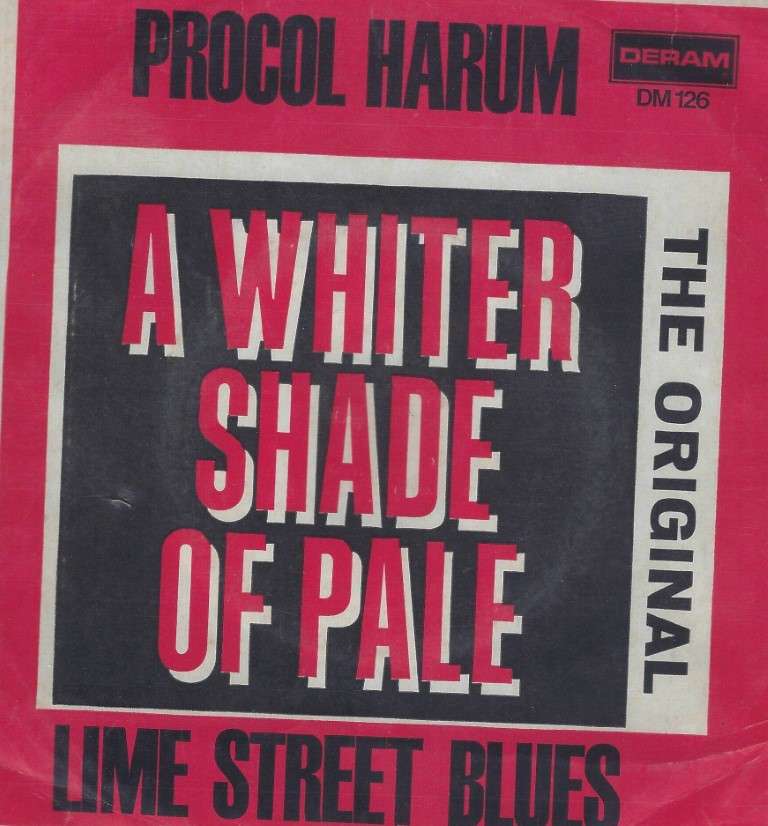 PROCOL HARUM
DERAM
DM 126
A WHITER
SHADE
OF PALE
THE ORIGINAL
LIME STREET BLUES